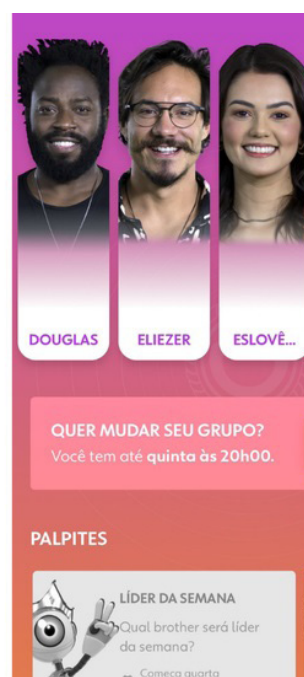 DOUGLAS
ELIEZER
ESLOVÊ...
QUER MUDAR SEU GRUPO?
Você tem até quinta às 20h00.
PALPITES
LÍDER DA SEMANA
Qual brother será líder
da semana?
Começa quarta